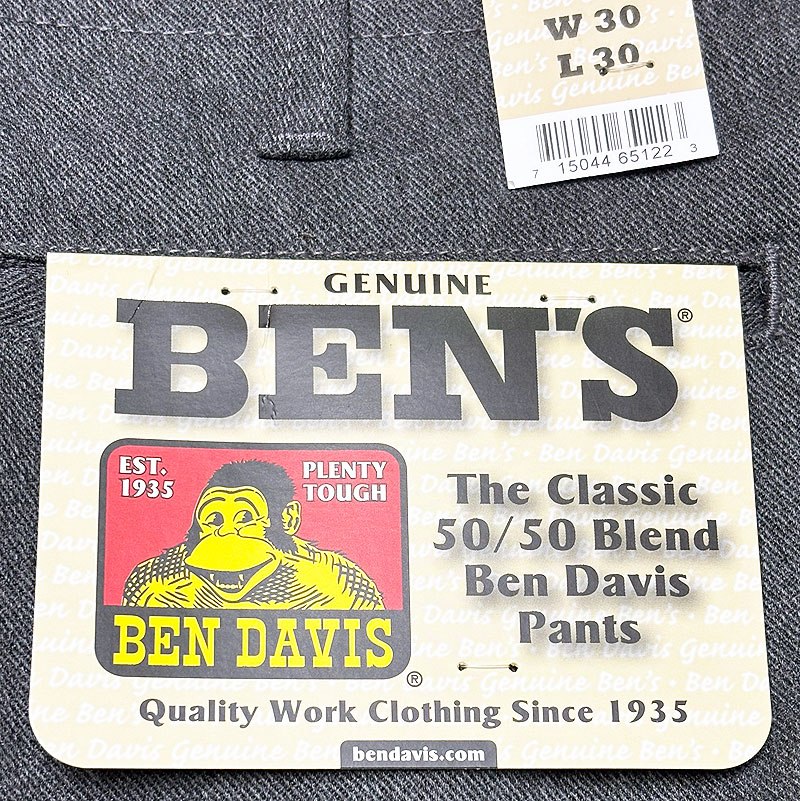 W 30
L 30
7 15044 65122 3
GENUINE
BEN'S®
EST.
1935
PLENTY
TOUGH
BEN DAVIS
®
The Classic
50/50 Blend
Ben Davis
Pants
Quality Work Clothing Since 1935
bendavis.com